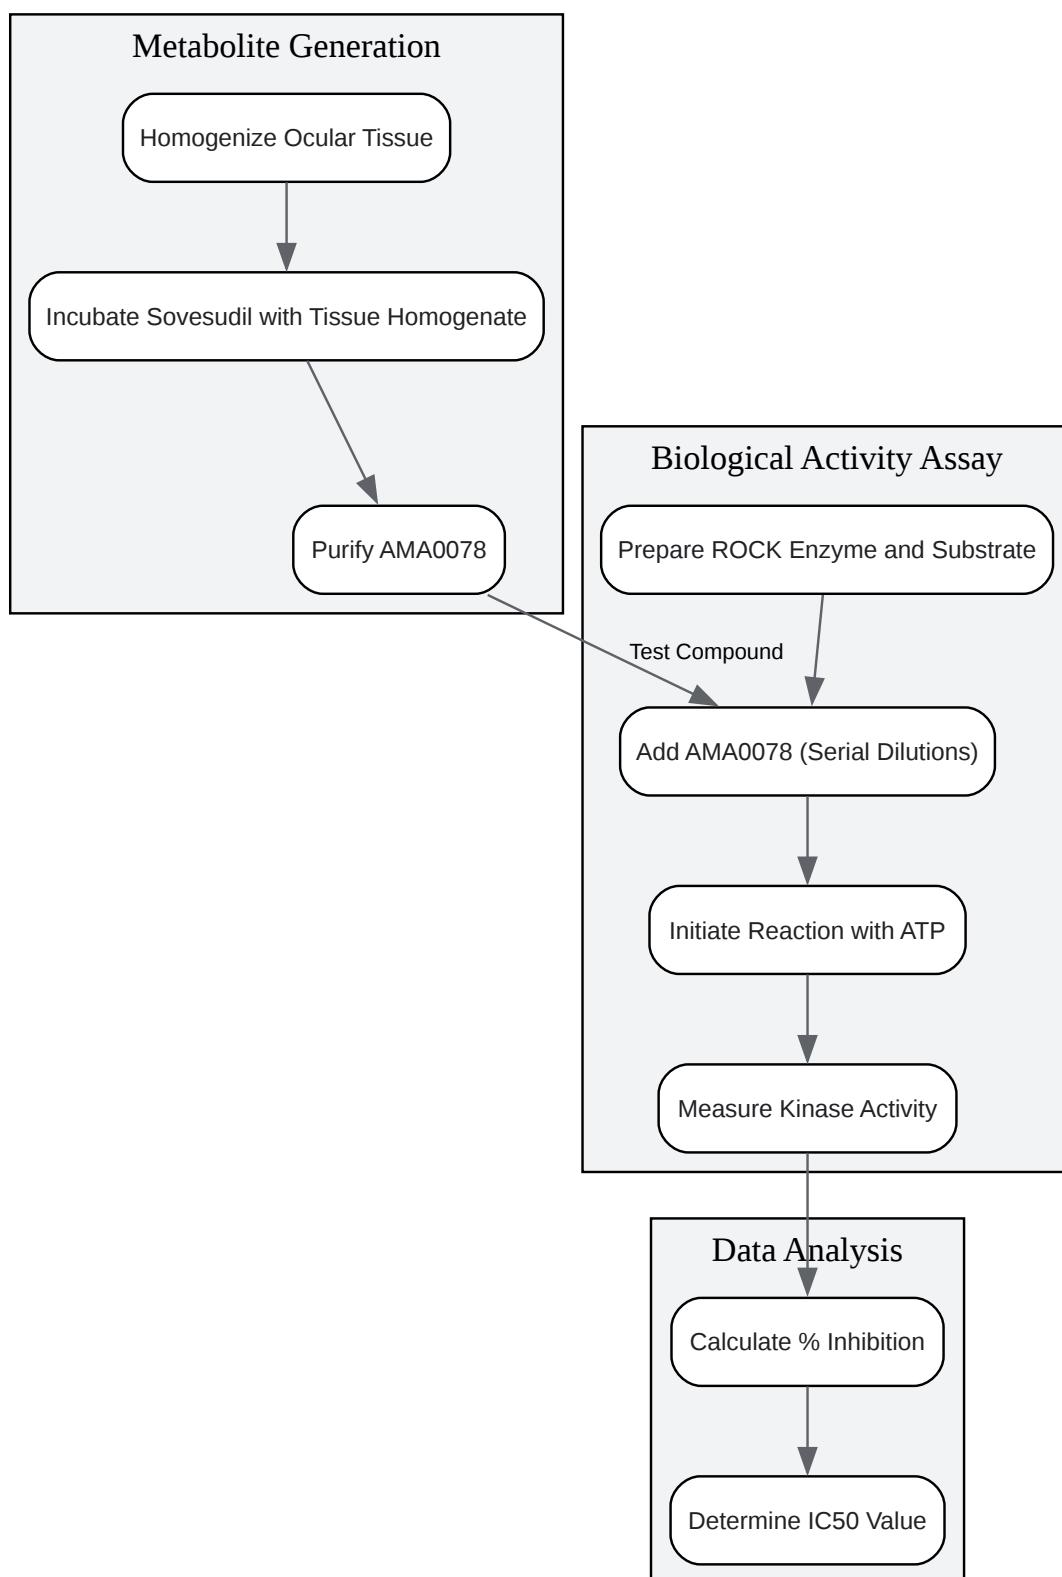 Metabolite Generation
Homogenize Ocular Tissue
Incubate Sovesudil with Tissue Homogenate
Purify AMA0078
Biological Activity Assay
Prepare ROCK Enzyme and Substrate
Test Compound
Add AMA0078 (Serial Dilutions)
Initiate Reaction with ATP
Measure Kinase Activity
Data Analysis
Calculate % Inhibition
Determine IC50 Value